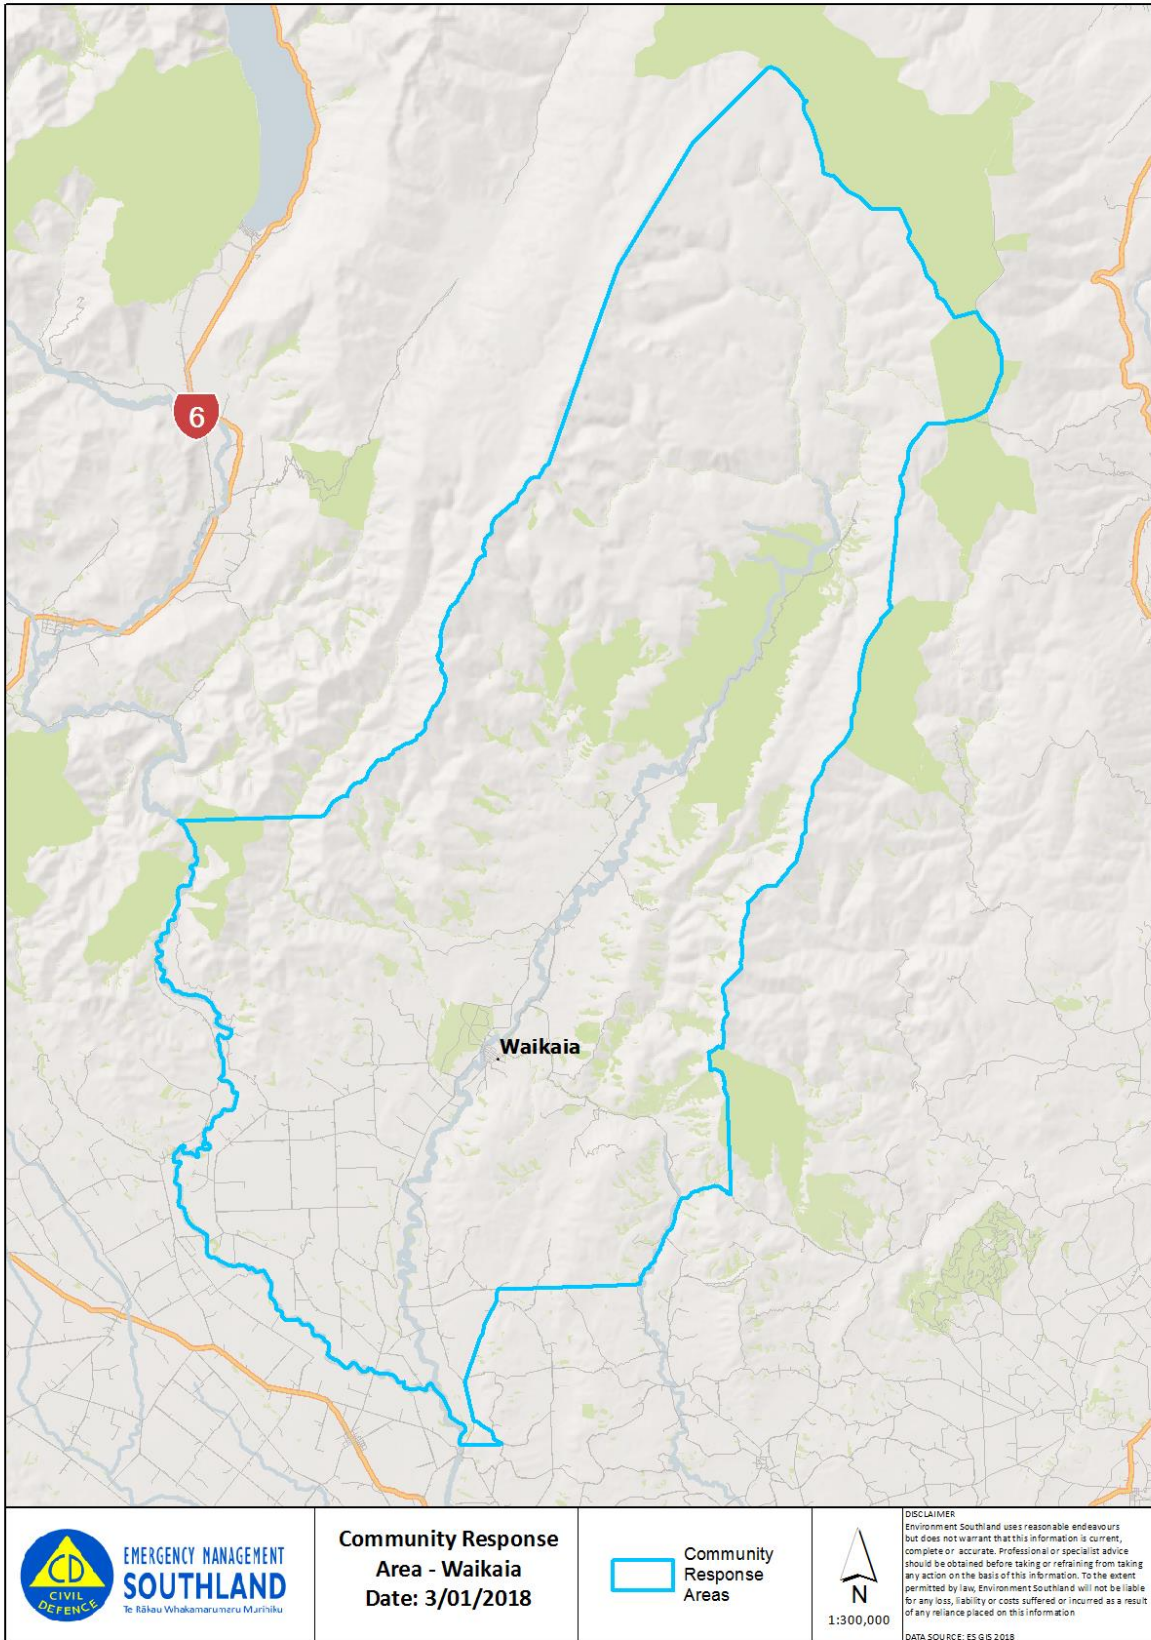 6
Waikaia
CD
CIVIL
DEFENCE
EMERGENCY MANAGEMENT
SOUTHLAND
Te Rākau Whakamarumaru Murihiku
Community Response
Area - Waikaia
Date: 3/01/2018
Community
Response
Areas
N
1:300,000
DISCLAIMER
Environment Southland uses reasonable endeavours
but does not warrant that this information is current,
complete or accurate. Professional or specialist advice
should be obtained before taking or refraining from taking
any action on the basis of this information. To the extent
permitted by law, Environment Southland will not be liable
for any loss, liability or costs suffered or incurred as a result
of any reliance placed on this information
DATA SOURCE: ES GIS 2018